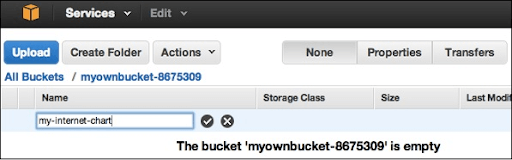 Services Edit
Upload Create Folder Actions None Properties Transfers
All Buckets / myownbucket-8675309
Name Storage Class Size Last Modif
my-internet-chart
The bucket 'myownbucket-8675309' is empty